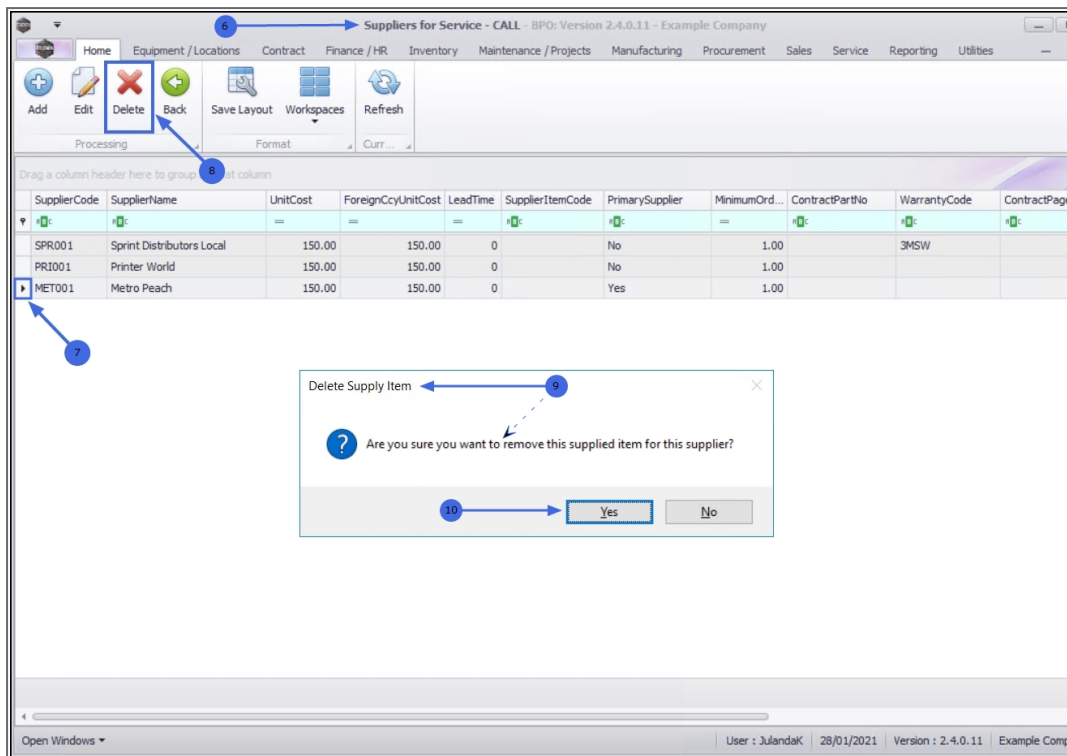 6 Suppliers for Service - CALL - BPO: Version 2.4.0.11 - Example Company
Home Equipment / Locations Contract Finance / HR Inventory Maintenance / Projects Manufacturing Procurement Sales Service Reporting Utilities
Add Edit Delete Back Save Layout Workspaces Refresh
Processing Format Curr...
8
Drag a column header here to group at column
SupplierCode SupplierName UnitCost ForeignCcyUnitCost LeadTime SupplierItemCode PrimarySupplier MinimumOrd... ContractPartNo WarrantyCode ContractPage
SPR001 Sprint Distributors Local 150.00 150.00 0 No 1.00 3MSW
PRI001 Printer World 150.00 150.00 0 No 1.00
MET001 Metro Peach 150.00 150.00 0 Yes 1.00
7
Delete Supply Item 9
Are you sure you want to remove this supplied item for this supplier?
10 Yes No
Open Windows User : JulandaK 28/01/2021 Version : 2.4.0.11 Example Comp